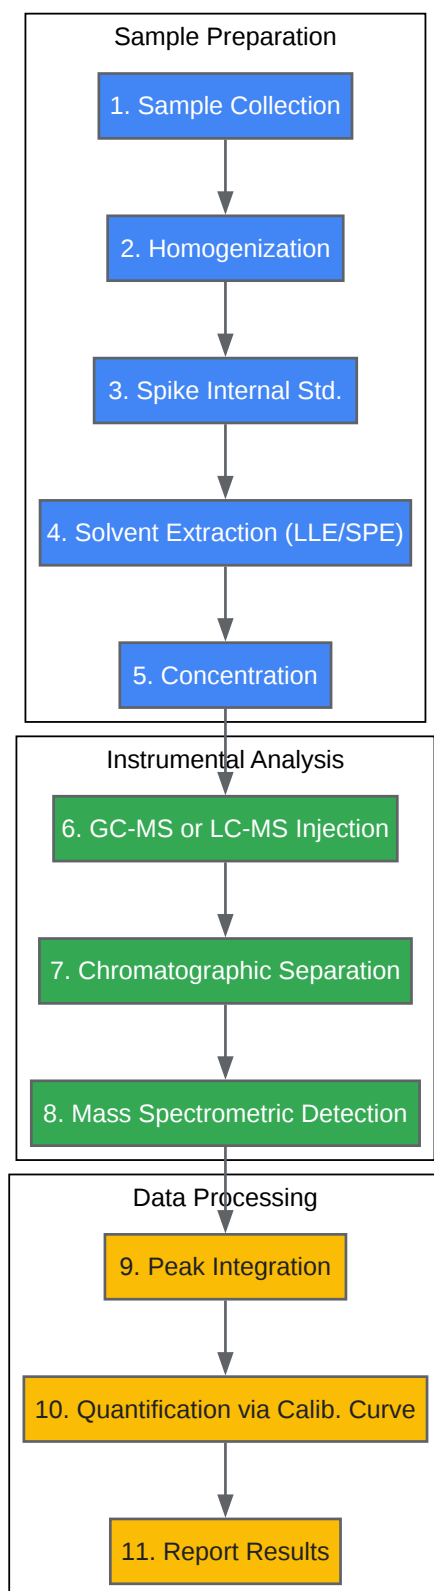 Sample Preparation
1. Sample Collection
2. Homogenization
3. Spike Internal Std.
4. Solvent Extraction (LLE/SPE)
5. Concentration
Instrumental Analysis
6. GC-MS or LC-MS Injection
7. Chromatographic Separation
8. Mass Spectrometric Detection
Data Processing
9. Peak Integration
10. Quantification via Calib. Curve
11. Report Results